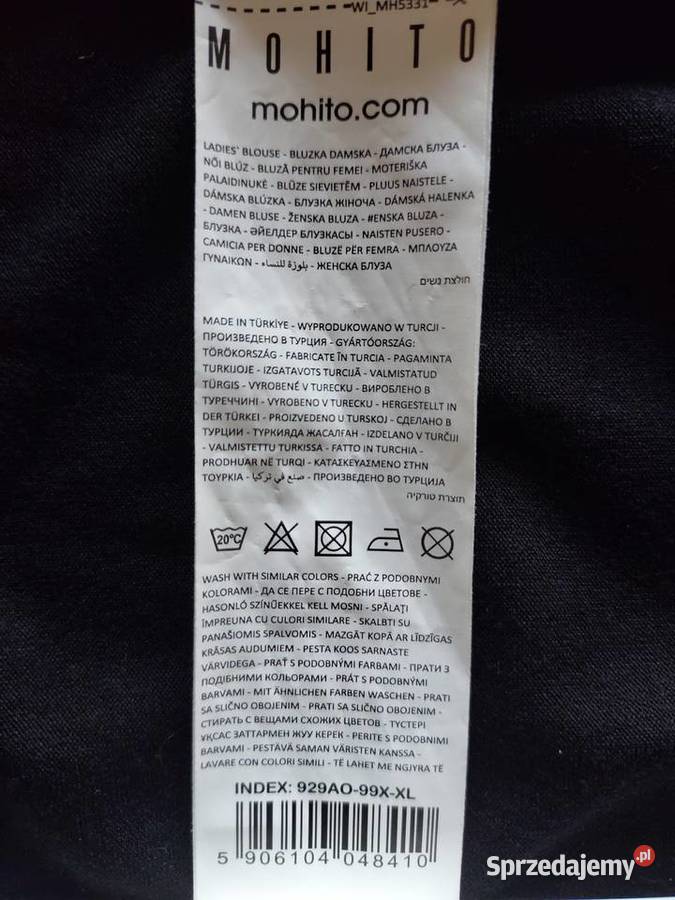 WI_MH5331
MOHITO
mohito.com
LADIES' BLOUSE - BLUZKA DAMSKA - ДАМСКА БЛУЗА -
NŐI BLÚZ - BLUZĂ PENTRU FEMEI - MOTERIŠKA
PALAIDINUKĖ - BLŪZE SIEVIETĒM - PLUUS NAISTELE -
DÁMSKA BLÚZKA - БЛУЗКА ЖІНОЧА - DÁMSKÁ HALENKA
- DAMEN BLUSE - ŽENSKA BLUZA - #ENSKA BLUZA -
БЛУЗКА - ӘЙЕЛДЕР БЛУЗКАСЫ - NAISTEN PUSERO -
CAMICIA PER DONNE - BLUZË PËR FEMRA - ΜΠΛΟΥΖΑ
ΓΥΝΑΙΚΩΝ - بلوزة للنساء - ЖЕНСКА БЛУЗА
חולצת נשים
MADE IN TÜRKİYE - WYPRODUKOWANO W TURCJI -
ПРОИЗВЕДЕНО В ТУРЦИЯ - GYÁRTÓORSZÁG:
TÖRÖKORSZÁG - FABRICATE ÎN TURCIA - PAGAMINTA
TURKIJOJE - IZGATAVOTS TURCIJĀ - VALMISTATUD
TÜRGIS - VYROBENÉ V TURECKU - ВИРОБЛЕНО В
ТУРЕЧЧИНІ - VYROBENO V TURECKU - HERGESTELLT IN
DER TÜRKEI - PROIZVEDENO U TURSKOJ - СДЕЛАНО В
ТУРЦИИ - ТҮРКИЯДА ЖАСАЛҒАН - IZDELANO V TURČIJI
- VALMISTETTU TURKISSA - FATTO IN TURCHIA -
PRODHUAR NË TURQI - ΚΑΤΑΣΚΕΥΑΣΜΕΝΟ ΣΤΗΝ
ΤΟΥΡΚΙΑ - صنع في تركيا - ПРОИЗВЕДЕНО ВО ТУРЦИЈА
תוצרת טורקיה
20°C
WASH WITH SIMILAR COLORS - PRAĆ Z PODOBNYMI
KOLORAMI - ДА СЕ ПЕРЕ С ПОДОБНИ ЦВЕТОВЕ -
HASONLÓ SZÍNŰEKKEL KELL MOSNI - SPĂLAȚI
ÎMPREUNA CU CULORI SIMILARE - SKALBTI SU
PANAŠIOMIS SPALVOMIS - MAZGĀT KOPĀ AR LĪDZĪGAS
KRĀSAS AUDUMIEM - PESTA KOOS SARNASTE
VÄRVIDEGA - PRAŤ S PODOBNÝMI FARBAMI - ПРАТИ З
ПОДІБНИМИ КОЛЬОРАМИ - PRÁT S PODOBNÝMI
BARVAMI - MIT ÄHNLICHEN FARBEN WASCHEN - PRATI
SA SLIČNO OBOJENIM - PRATI SA SLIČNO OBOJENIM -
СТИРАТЬ С ВЕЩАМИ СХОЖИХ ЦВЕТОВ - ТҮСТЕРІ
ҰҚСАС ЗАТТАРМЕН ЖУУ КЕРЕК - PERITE S PODOBNIMI
BARVAMI - PESTÄVÄ SAMAN VÄRISTEN KANSSA -
LAVARE CON COLORI SIMILI - TË LAHET ME NGJYRA TË
INDEX: 929AO-99X-XL
5 906104 048410
Sprzedajemy.pl